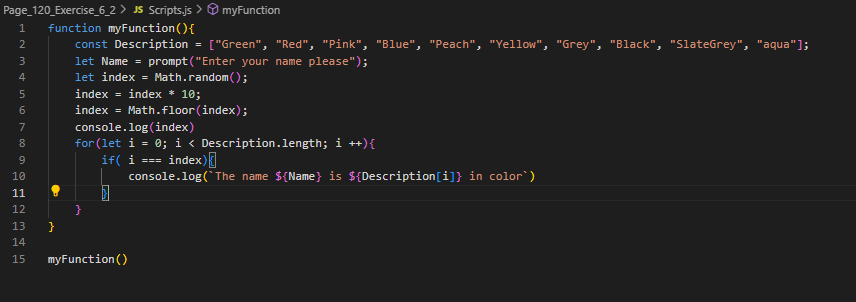 Page_120_Exercise_6_2 > JS Scripts.js > myFunction
1 function myFunction(){
2 const Description = ["Green", "Red", "Pink", "Blue", "Peach", "Yellow", "Grey", "Black", "SlateGrey", "aqua"];
3 let Name = prompt("Enter your name please");
4 let index = Math.random();
5 index = index * 10;
6 index = Math.floor(index);
7 console.log(index)
8 for(let i = 0; i < Description.length; i ++){
9 if( i === index){
10 console.log(`The name ${Name} is ${Description[i]} in color`)
11 }
12 }
13 }
14
15 myFunction()